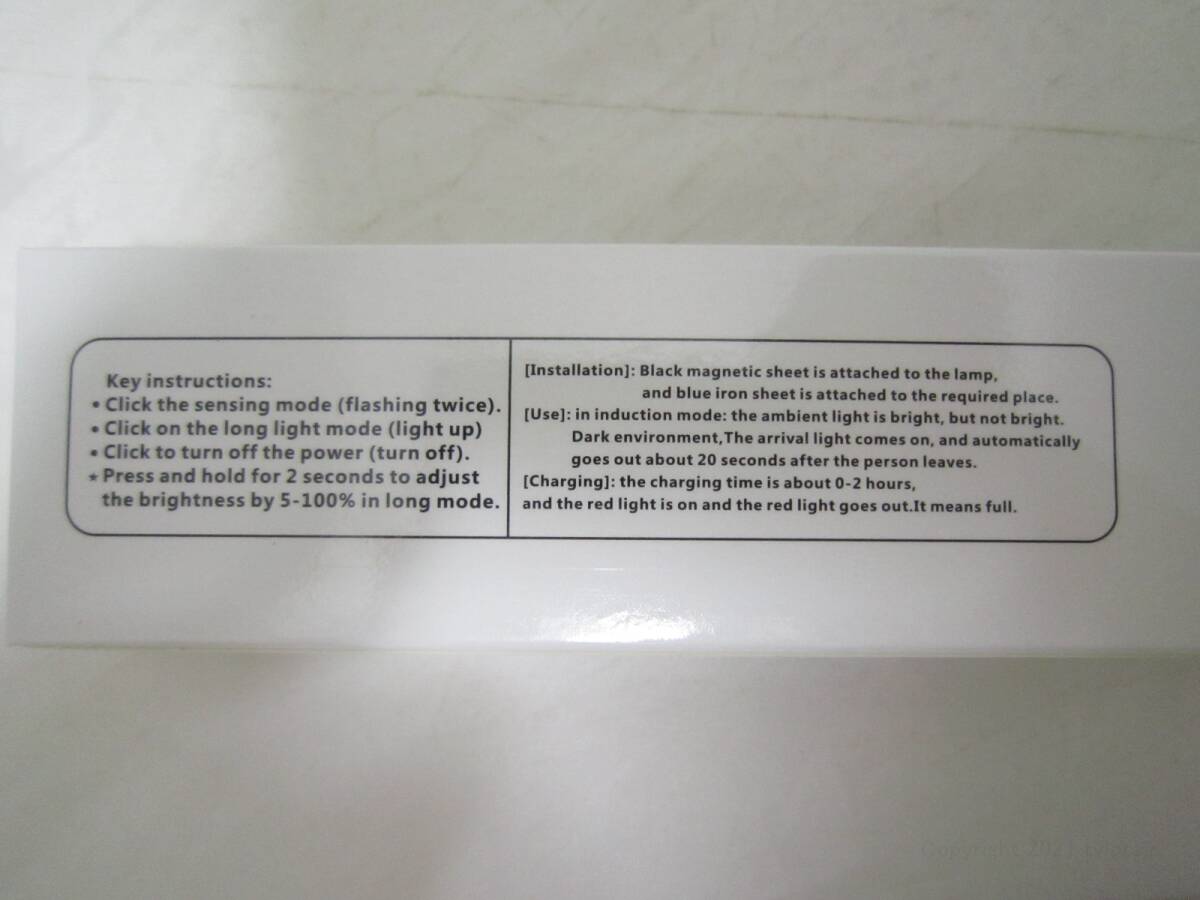 Key instructions:
• Click the sensing mode (flashing twice).
• Click on the long light mode (light up)
• Click to turn off the power (turn off).
★ Press and hold for 2 seconds to adjust
the brightness by 5-100% in long mode.
[Installation]: Black magnetic sheet is attached to the lamp,
and blue iron sheet is attached to the required place.
[Use]: in induction mode: the ambient light is bright, but not bright.
Dark environment,The arrival light comes on, and automatically
goes out about 20 seconds after the person leaves.
[Charging]: the charging time is about 0-2 hours,
and the red light is on and the red light goes out.It means full.
Copyright